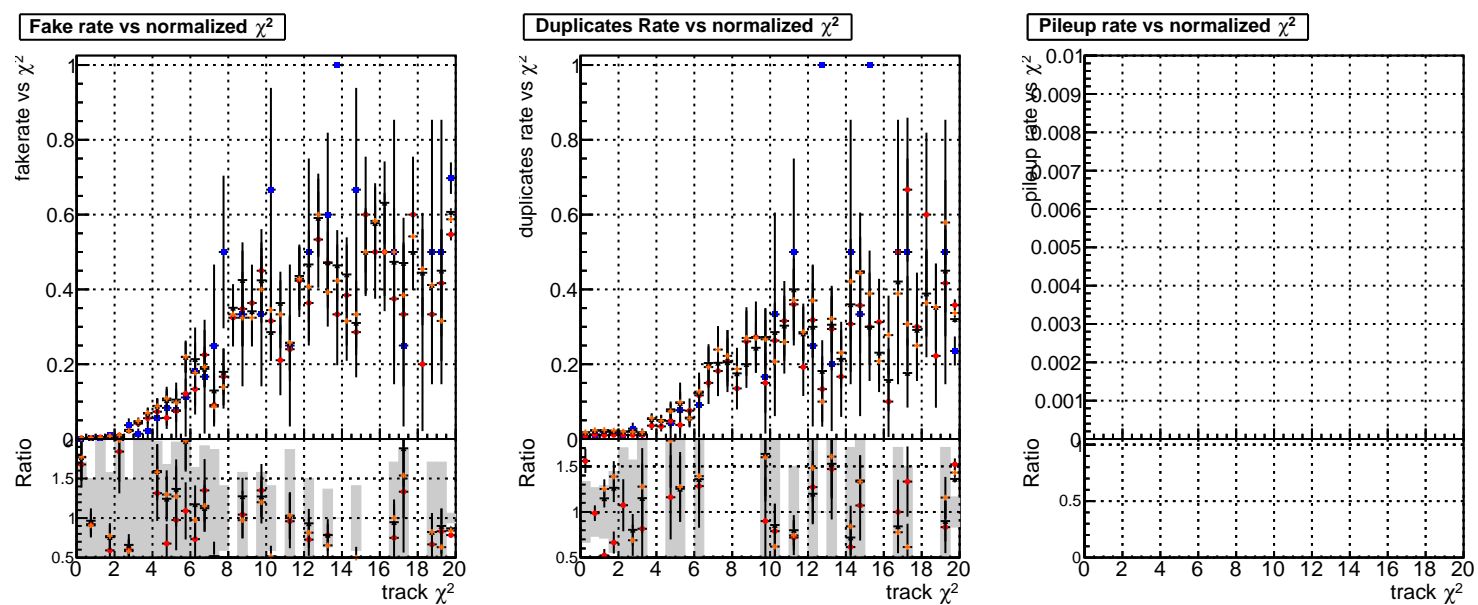 Fake rate vs normalized χ²
fakerate vs χ²
1
0.8
0.6
0.4
0.2
0
Ratio
1.5
1
0.5
0 2 4 6 8 10 12 14 16 18 20
track χ²
Duplicates Rate vs normalized χ²
duplicates rate vs χ²
1
0.8
0.6
0.4
0.2
0
Ratio
1.5
1
0.5
0 2 4 6 8 10 12 14 16 18 20
track χ²
Pileup rate vs normalized χ²
pileup rate vs χ²
0.01
0.009
0.008
0.007
0.006
0.005
0.004
0.003
0.002
0.001
0
Ratio
1
0.5
0
0 2 4 6 8 10 12 14 16 18 20
track χ²